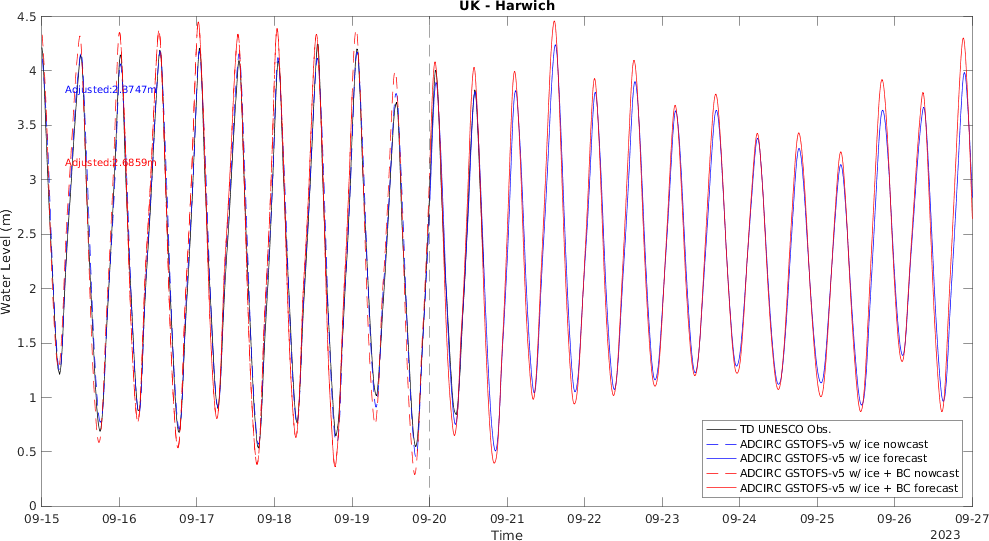 UK - Harwich
4.5
4
3.5
3
2.5
2
1.5
1
0.5
0
Water Level (m)
Adjusted:2.3747m
Adjusted:2.6859m
TD UNESCO Obs.
ADCIRC GSTOFS-v5 w/ ice nowcast
ADCIRC GSTOFS-v5 w/ ice forecast
ADCIRC GSTOFS-v5 w/ ice + BC nowcast
ADCIRC GSTOFS-v5 w/ ice + BC forecast
09-15 09-16 09-17 09-18 09-19 09-20 09-21 09-22 09-23 09-24 09-25 09-26 09-27
Time
2023